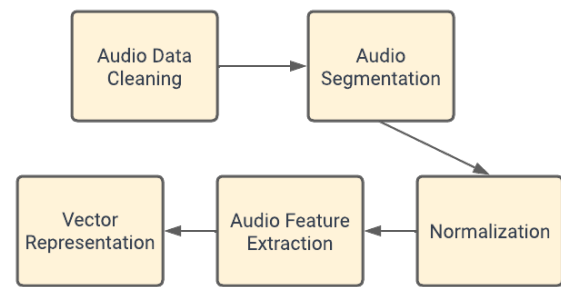 Audio Data
Cleaning
Audio
Segmentation
Normalization
Audio Feature
Extraction
Vector
Representation